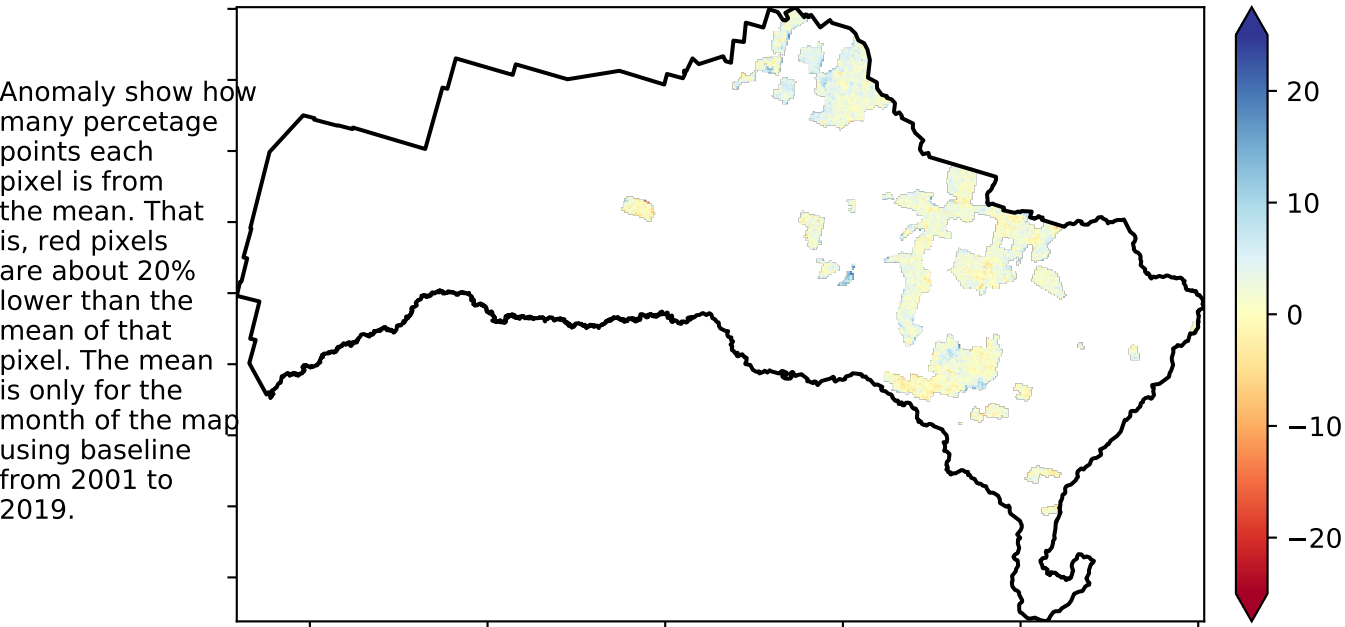 Anomaly show how
many percetage
points each
pixel is from
the mean. That
is, red pixels
are about 20%
lower than the
mean of that
pixel. The mean
is only for the
month of the map
using baseline
from 2001 to
2019.
20
10
0
−10
−20